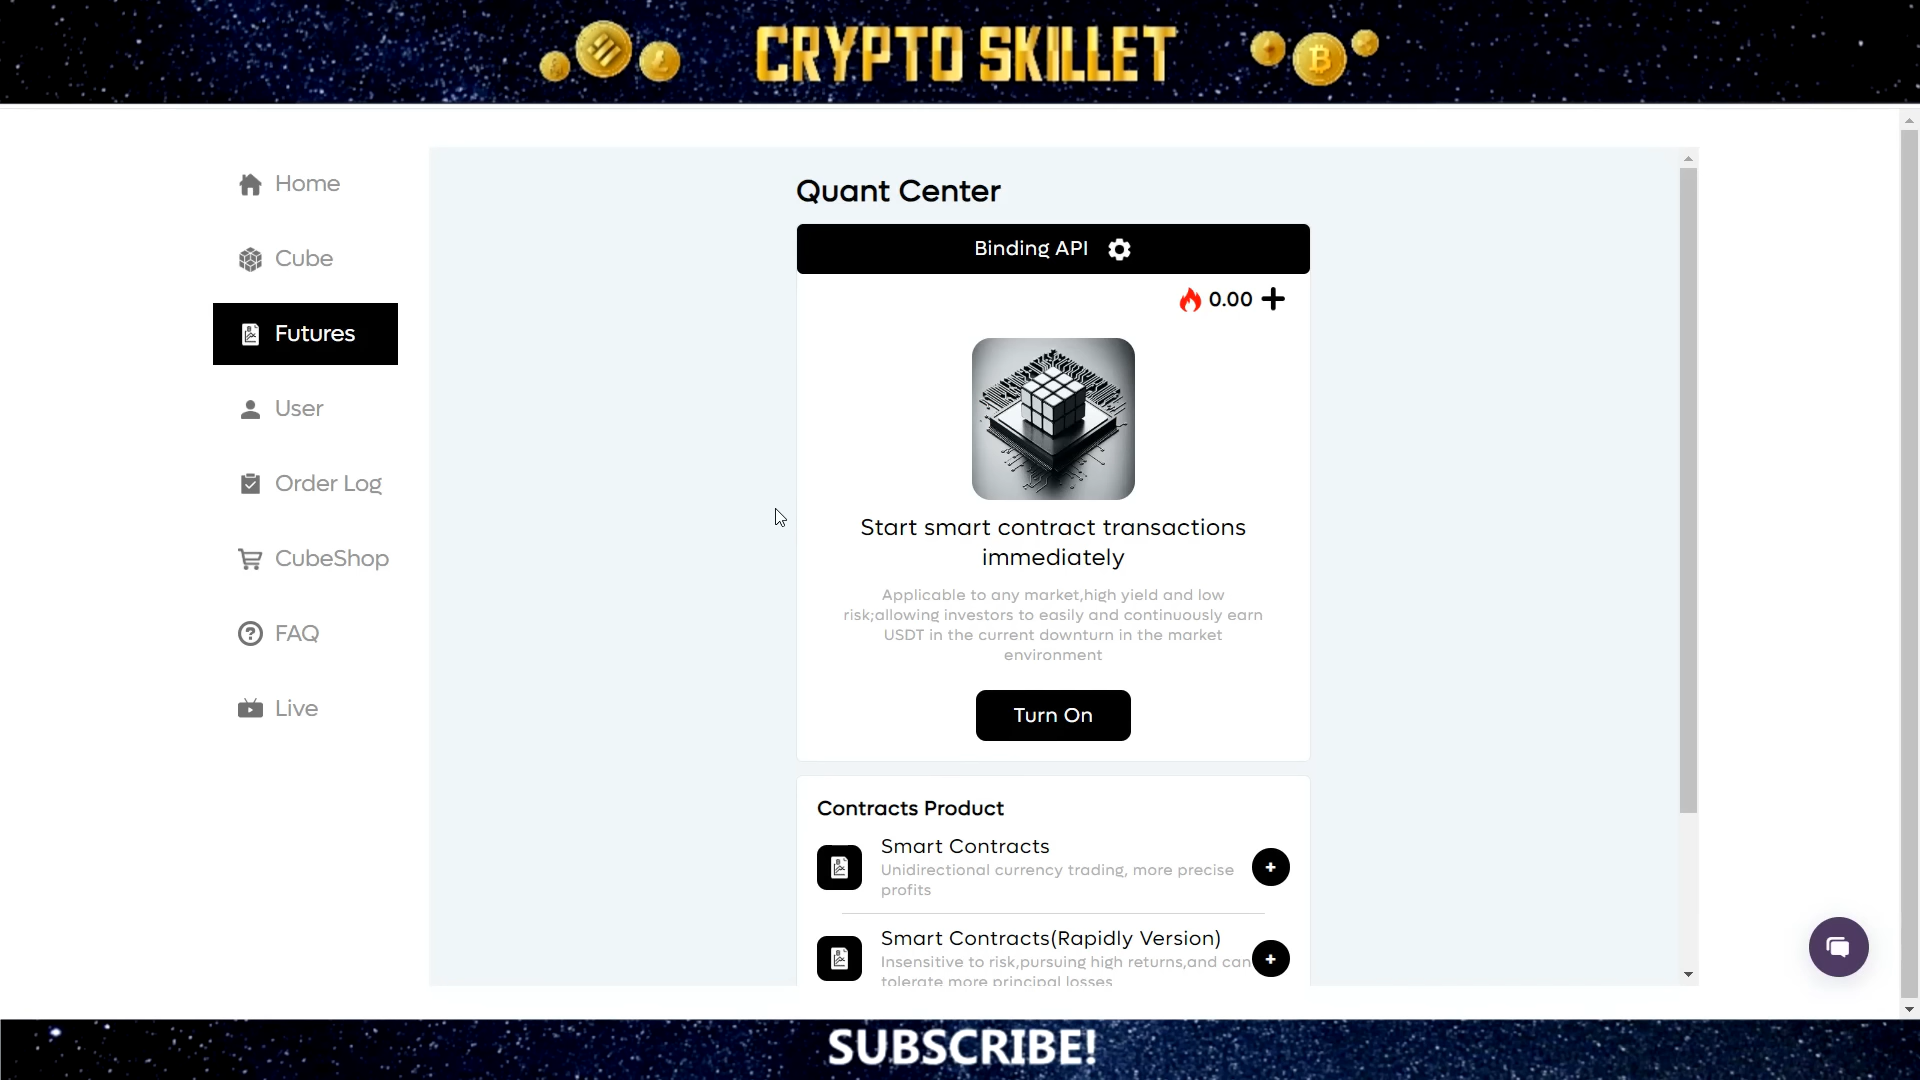 CRYPTO SKILLET
Home
Cube
Futures
User
Order Log
CubeShop
FAQ
Live
Quant Center
Binding API
0.00
Start smart contract transactions
immediately
Applicable to any market,high yield and low
risk;allowing investors to easily and continuously earn
USDT in the current downturn in the market
environment
Turn On
Contracts Product
Smart Contracts
Unidirectional currency trading, more precise
profits
Smart Contracts(Rapidly Version)
Insensitive to risk,pursuing high returns,and can
tolerate more principal losses
SUBSCRIBE!